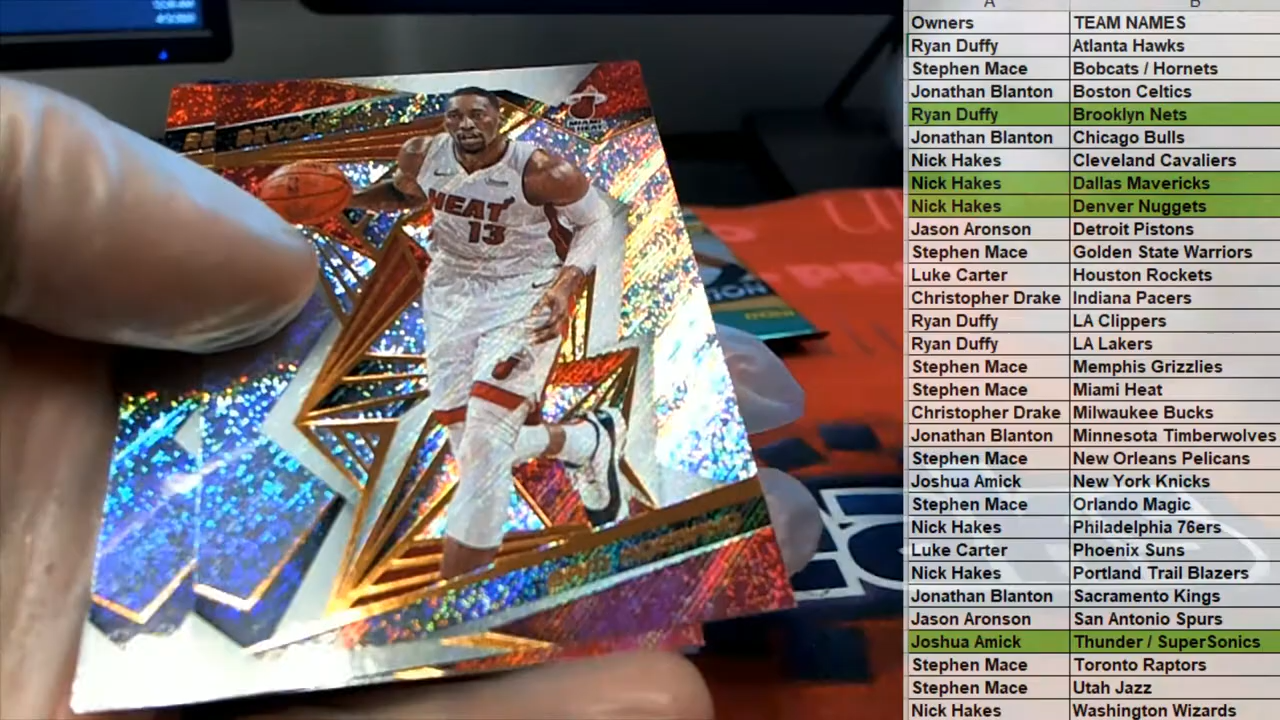 A B
Owners TEAM NAMES
Ryan Duffy Atlanta Hawks
Stephen Mace Bobcats / Hornets
Jonathan Blanton Boston Celtics
Ryan Duffy Brooklyn Nets
Jonathan Blanton Chicago Bulls
Nick Hakes Cleveland Cavaliers
Nick Hakes Dallas Mavericks
Nick Hakes Denver Nuggets
Jason Aronson Detroit Pistons
Stephen Mace Golden State Warriors
Luke Carter Houston Rockets
Christopher Drake Indiana Pacers
Ryan Duffy LA Clippers
Ryan Duffy LA Lakers
Stephen Mace Memphis Grizzlies
Stephen Mace Miami Heat
Christopher Drake Milwaukee Bucks
Jonathan Blanton Minnesota Timberwolves
Stephen Mace New Orleans Pelicans
Joshua Amick New York Knicks
Stephen Mace Orlando Magic
Nick Hakes Philadelphia 76ers
Luke Carter Phoenix Suns
Nick Hakes Portland Trail Blazers
Jonathan Blanton Sacramento Kings
Jason Aronson San Antonio Spurs
Joshua Amick Thunder / SuperSonics
Stephen Mace Toronto Raptors
Stephen Mace Utah Jazz
Nick Hakes Washington Wizards
MIAMI
HEAT
HEAT
13